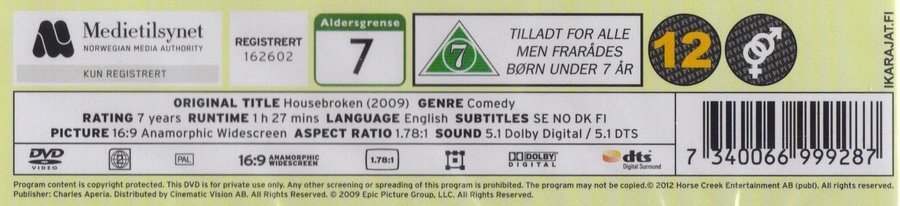 Medietilsynet
NORWEGIAN MEDIA AUTHORITY
KUN REGISTRERT
REGISTRERT
162602
Aldersgrense
7
7
TILLADT FOR ALLE
MEN FRARÅDES
BØRN UNDER 7 ÅR
12
IKARAJAT.FI
ORIGINAL TITLE Housebroken (2009) GENRE Comedy
RATING 7 years RUNTIME 1 h 27 mins LANGUAGE English SUBTITLES SE NO DK FI
PICTURE 16:9 Anamorphic Widescreen ASPECT RATIO 1.78:1 SOUND 5.1 Dolby Digital / 5.1 DTS
DVD VIDEO
2
PAL
16:9 ANAMORPHIC WIDESCREEN
1.78:1
DOLBY DIGITAL
dts Digital Surround
7 340066 999287
Program content is copyright protected. This DVD is for private use only. Any other screening or spreading of this program is prohibited. The program may not be copied.© 2012 Horse Creek Entertainment AB (publ). All rights reserved.
Publisher: Charles Aperia. Distributed by Cinematic Vision AB. All Rights Reserved. © 2009 Epic Picture Group, LLC. All Rights Reserved.